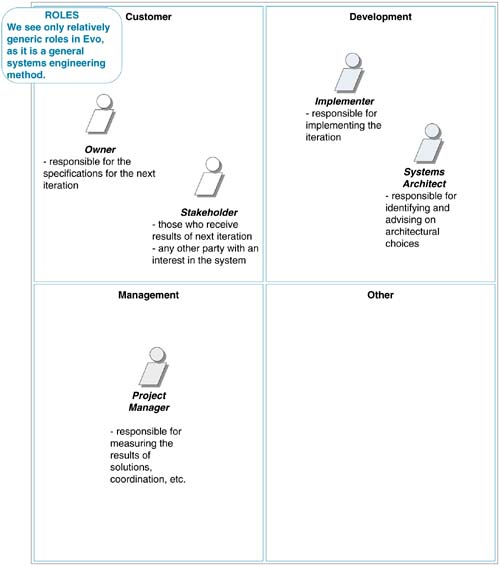 ROLES
We see only relatively
generic roles in Evo,
as it is a general
systems engineering
method.
Customer
Owner
- responsible for the
specifications for the next
iteration
Stakeholder
- those who receive
results of next iteration
- any other party with an
interest in the system
Development
Implementer
- responsible for
implementing the
iteration
Systems
Architect
- responsible for
identifying and
advising on
architectural
choices
Management
Project
Manager
- responsible for
measuring the
results of
solutions,
coordination, etc.
Other